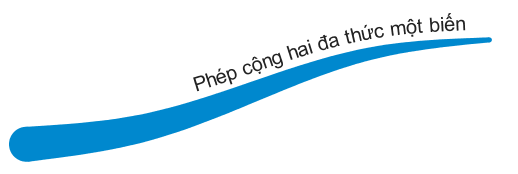 Phép cộng hai đa thức một biến